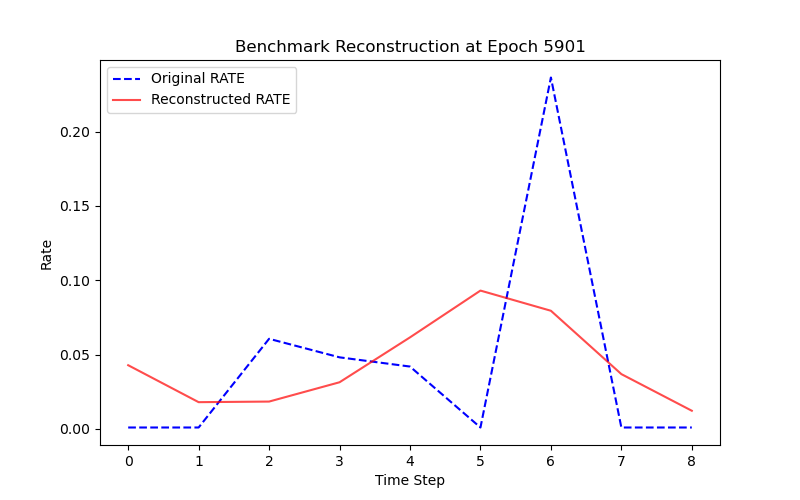 Benchmark Reconstruction at Epoch 5901
Original RATE
Reconstructed RATE
0.20
0.15
0.10
0.05
0.00
Rate
0 1 2 3 4 5 6 7 8
Time Step